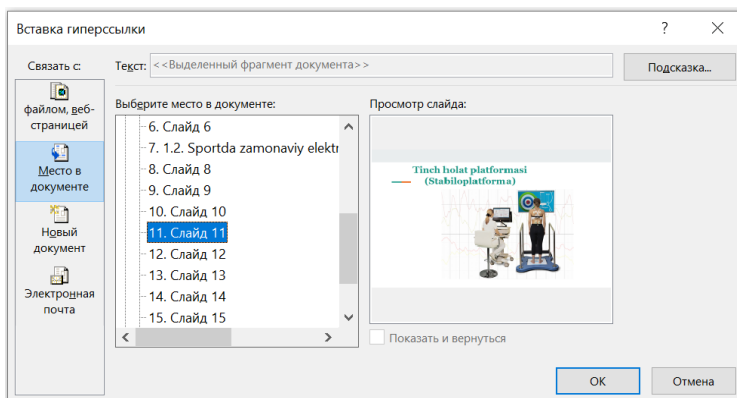 Вставка гиперссылки
?
Связать с:
Текст:
<<Выделенный фрагмент документа>>
Подсказка...
файлом, веб-
страницей
Место в
документе
Новый
документ
Электронная
почта
Выберите место в документе:
6. Слайд 6
7. 1.2. Sportda zamonaviy elektr
8. Слайд 8
9. Слайд 9
10. Слайд 10
11. Слайд 11
12. Слайд 12
13. Слайд 13
14. Слайд 14
15. Слайд 15
Просмотр слайда:
Tinch holat platformasi
(Stabiloplatforma)
Показать и вернуться
ОК
Отмена